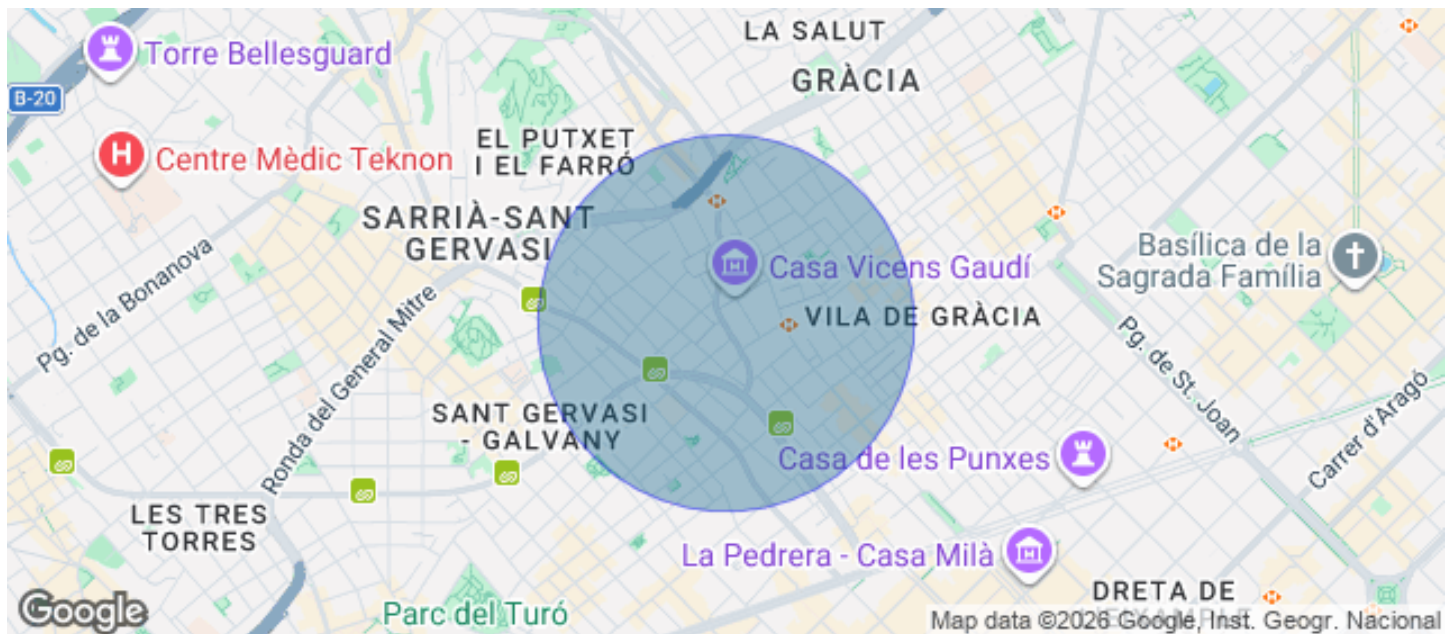 LA SALUT
Torre Bellesguard
GRÀCIA
B-20
EL PUTXET
I EL FARRÓ
Centre Mèdic Teknon
SARRIÀ-SANT
GERVASI
Basílica de la
Sagrada Família
Casa Vicens Gaudí
Pg. de la Bonanova
VILA DE GRÀCIA
Ronda del General Mitre
Pg. de St. Joan
SANT GERVASI
- GALVANY
Carrer d'Aragó
Casa de les Punxes
LES TRES
TORRES
La Pedrera - Casa Milà
DRETA DE
Parc del Turó
Google
Map data ©2026 Google, Inst. Geogr. Nacional